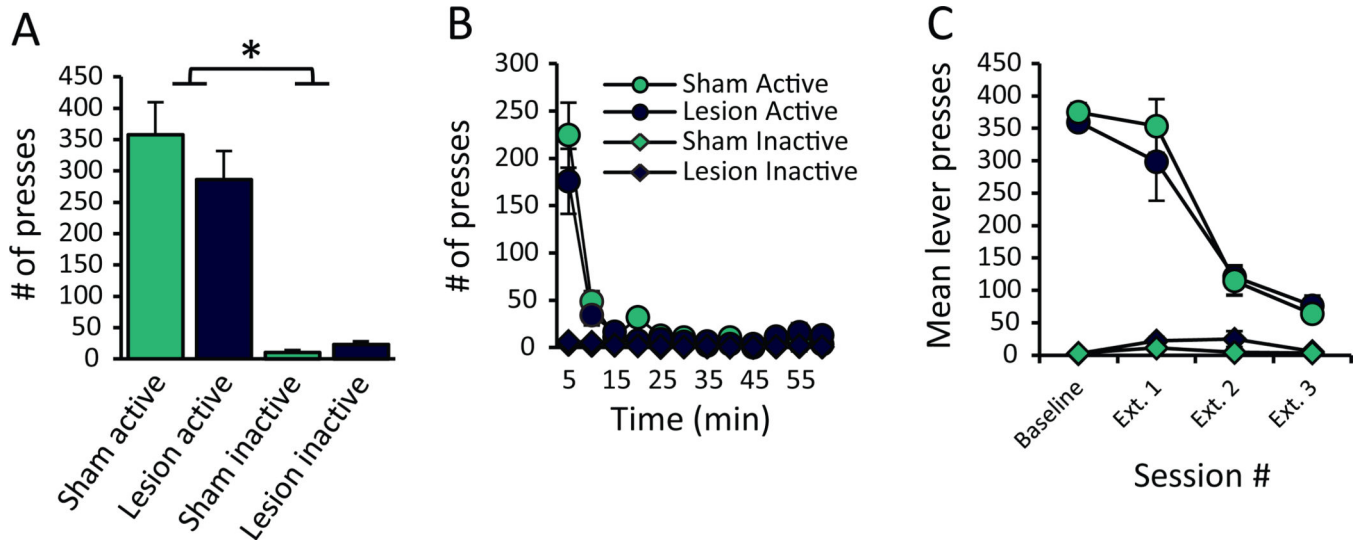 A
*
# of presses
450
400
350
300
250
200
150
100
50
0
Sham active
Lesion active
Sham inactive
Lesion inactive
B
# of presses
300
250
200
150
100
50
0
Sham Active
Lesion Active
Sham Inactive
Lesion Inactive
5 15 25 35 45 55
Time (min)
C
Mean lever presses
450
400
350
300
250
200
150
100
50
0
Baseline
Ext. 1
Ext. 2
Ext. 3
Session #